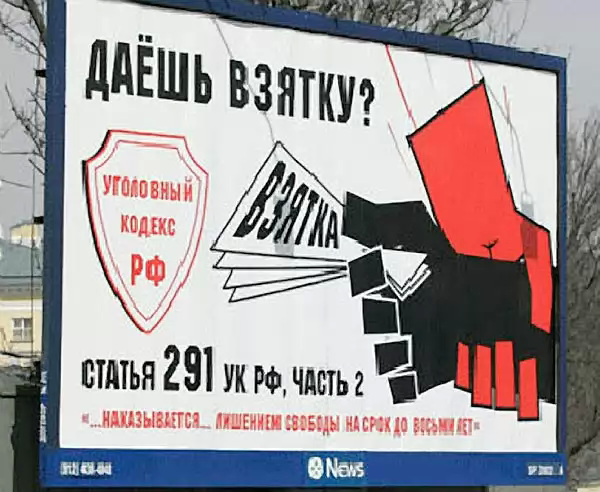 ДАЁШЬ ВЗЯТКУ?
УГОЛОВНЫЙ
КОДЕКС
РФ
ВЗЯТКА
СТАТЬЯ 291 УК РФ, ЧАСТЬ 2
«...НАКАЗЫВАЕТСЯ... ЛИШЕНИЕМ СВОБОДЫ НА СРОК ДО ВОСЬМИ ЛЕТ»
News